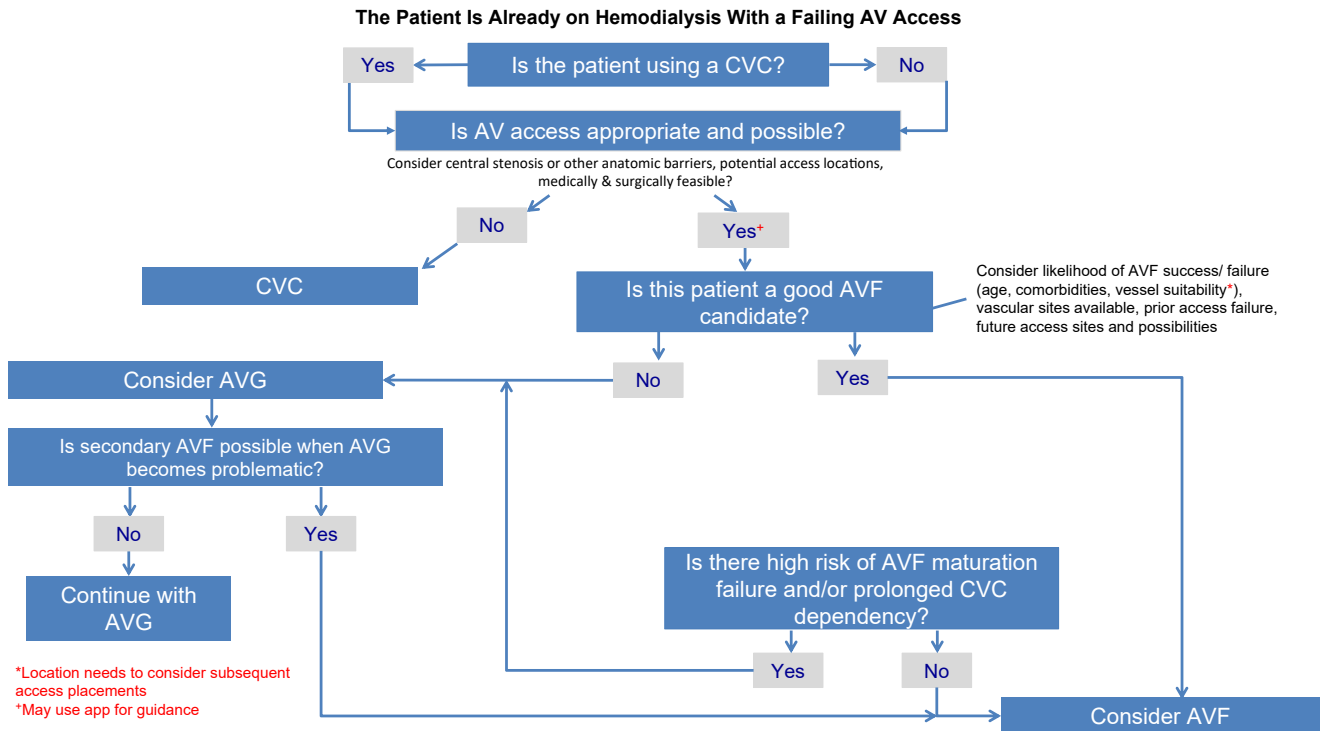 The Patient Is Already on Hemodialysis With a Failing AV Access
Yes
Is the patient using a CVC?
No
Is AV access appropriate and possible?
Consider central stenosis or other anatomic barriers, potential access locations,
medically & surgically feasible?
No
Yes+
CVC
Is this patient a good AVF
candidate?
Consider likelihood of AVF success/ failure
(age, comorbidities, vessel suitability*),
vascular sites available, prior access failure,
future access sites and possibilities
Consider AVG
No
Yes
Is secondary AVF possible when AVG
becomes problematic?
No
Yes
Is there high risk of AVF maturation
failure and/or prolonged CVC
dependency?
Continue with
AVG
Yes
No
*Location needs to consider subsequent
access placements
+May use app for guidance
Consider AVF